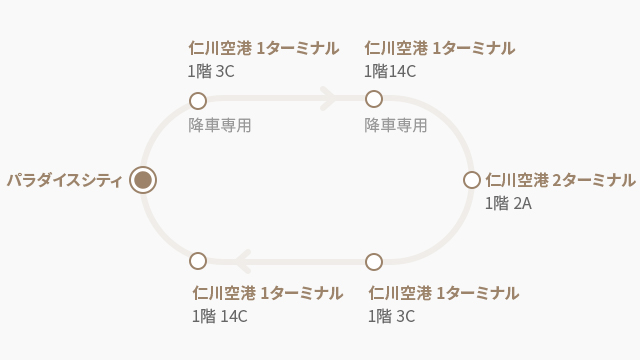 仁川空港 1ターミナル
1階 3C
降車専用
仁川空港 1ターミナル
1階14C
降車専用
パラダイスシティ
仁川空港 2ターミナル
1階 2A
仁川空港 1ターミナル
1階 14C
仁川空港 1ターミナル
1階 3C